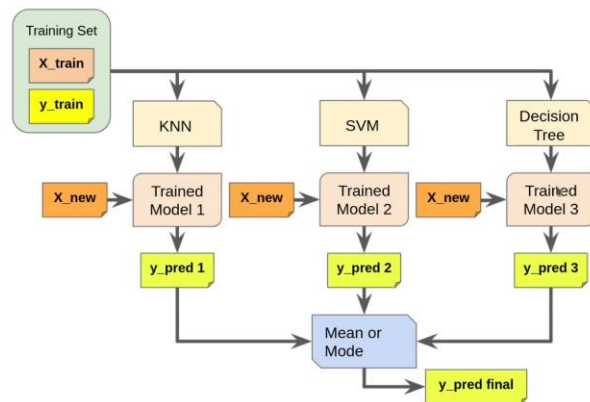 Training Set
X_train
y_train
KNN
SVM
Decision
Tree
X_new
Trained
Model 1
X_new
Trained
Model 2
X_new
Trained
Model 3
y_pred 1
y_pred 2
y_pred 3
Mean or
Mode
y_pred final